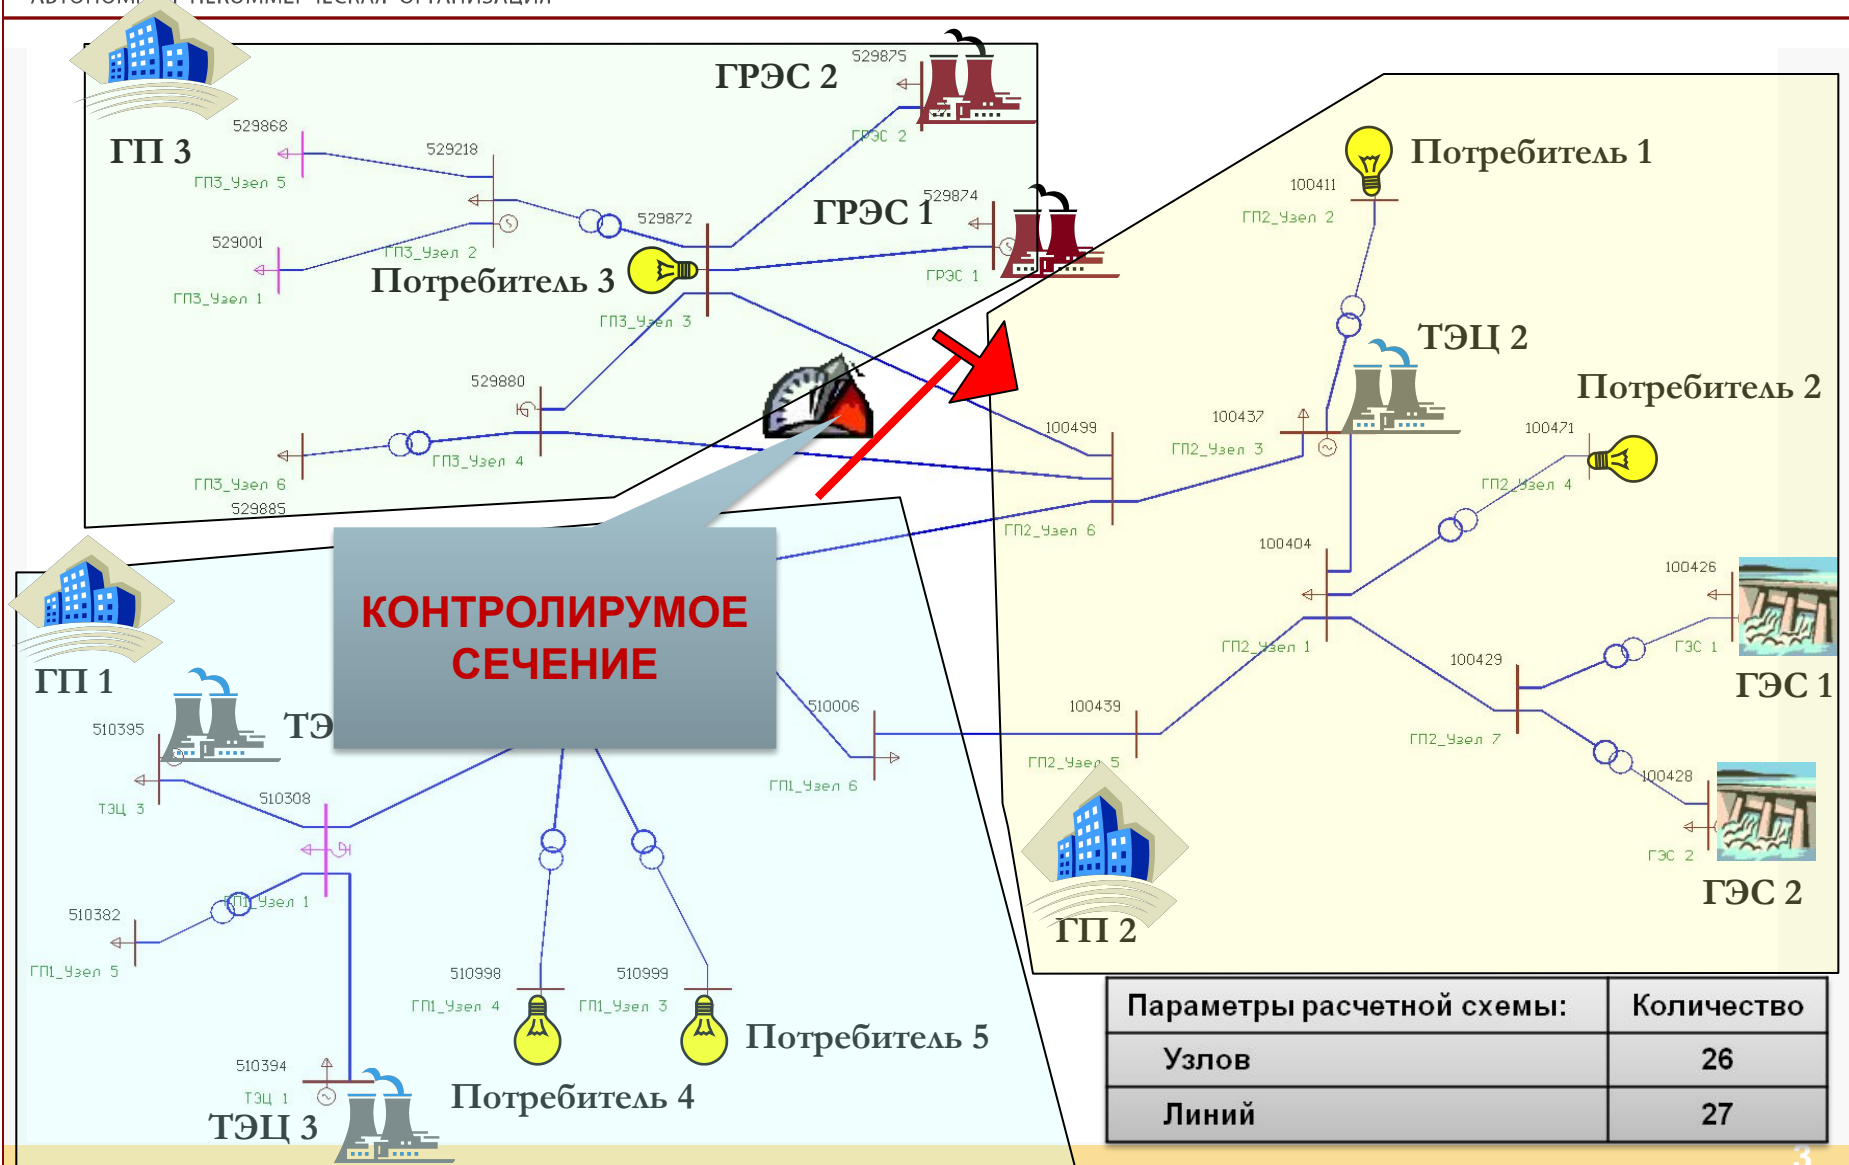 529875
ГРЭС 2
ГРЭС 2
529868
ГП 3
529218
ГП3_Узел 5
Потребитель 1
100411
ГП2_Узел 2
529874
ГРЭС 1
529872
529001
ГП3_Узел 2
Потребитель 3
ГРЭС 1
ГП3_Узел 1
ГП3_Узел 3
ТЭЦ 2
529880
Потребитель 2
100499
100437
100471
ГП2_Узел 3
ГП3_Узел 4
ГП3_Узел 6
ГП2_Узел 4
529885
ГП2_Узел 6
100404
100426
КОНТРОЛИРУМОЕ
СЕЧЕНИЕ
ГП2_Узел 1
ГЭС 1
100429
ГП 1
ГЭС 1
510395
510006
100439
ГП2_Узел 7
ГП2_Узел 5
100428
ГП1_Узел 6
ТЭЦ 3
510308
ГЭС 2
ГЭС 2
ГП1_Узел 1
510382
ГП 2
ГП1_Узел 5
510998
510999
ГП1_Узел 4
ГП1_Узел 3
Параметры расчетной схемы: Количество
Потребитель 5
Узлов 26
510394
ТЭЦ 1
Потребитель 4
Линий 27
ТЭЦ 3
3